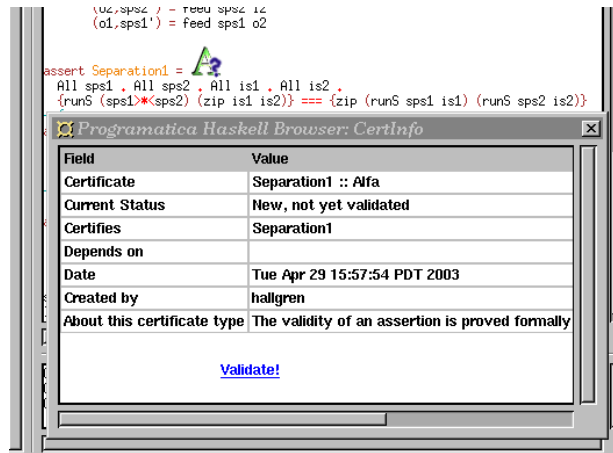 (o2,sps2') = feed sps2 i2
(o1,sps1') = feed sps1 o2
assert Separation1 = A?
All sps1 . All sps2 . All is1 . All is2 .
{runS (sps1>*<sps2) (zip is1 is2)} === {zip (runS sps1 is1) (runS sps2 is2)}
Programatica Haskell Browser: CertInfo
Field Value
Certificate Separation1 :: Alfa
Current Status New, not yet validated
Certifies Separation1
Depends on
Date Tue Apr 29 15:57:54 PDT 2003
Created by hallgren
About this certificate type The validity of an assertion is proved formally
Validate!